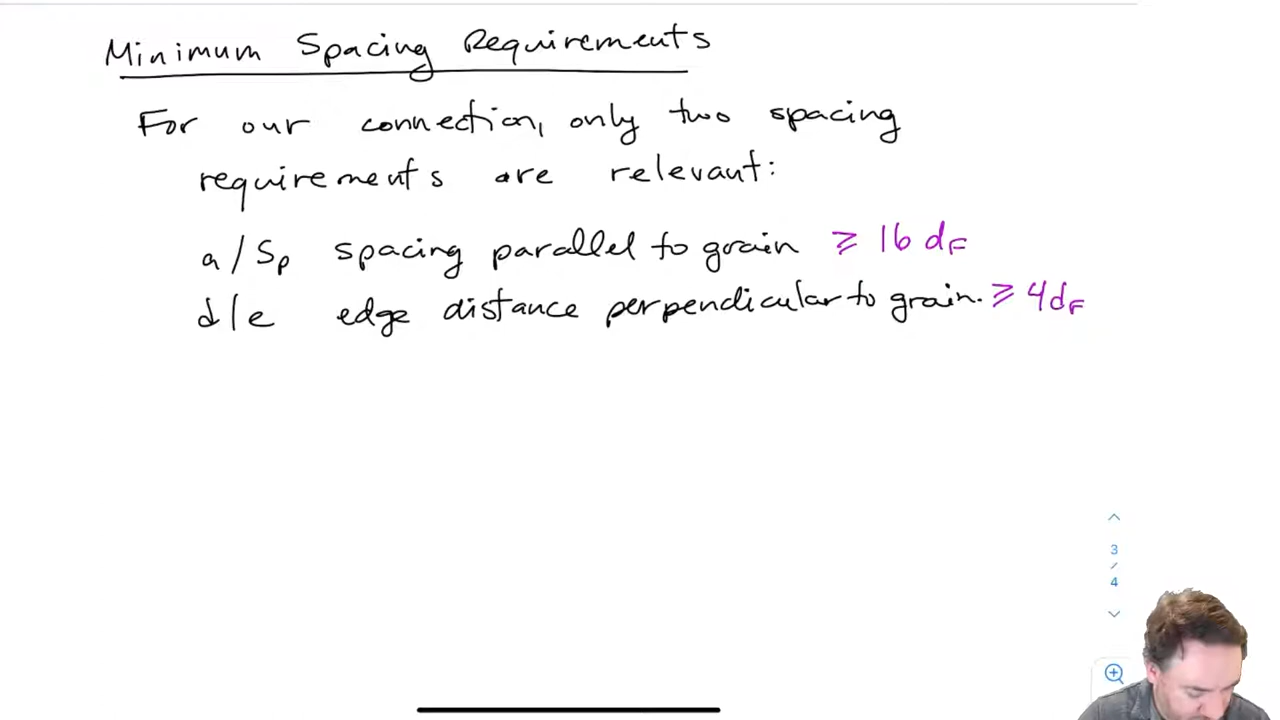 Minimum Spacing Requirements
For our connection, only two spacing
requirements are relevant:
a/Sp spacing parallel to grain ≥ 16 dF
d/e edge distance perpendicular to grain. ≥ 4dF
3
/
4